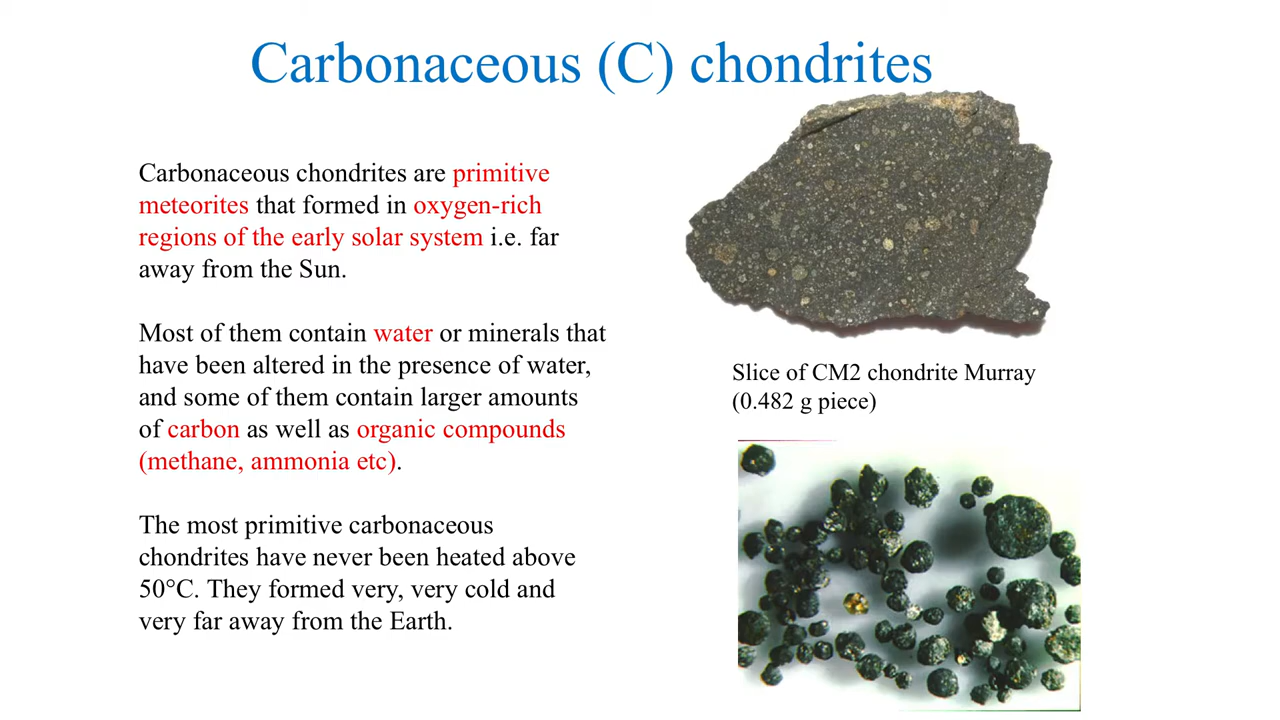 Carbonaceous (C) chondrites
Carbonaceous chondrites are primitive
meteorites that formed in oxygen-rich
regions of the early solar system i.e. far
away from the Sun.
Most of them contain water or minerals that
have been altered in the presence of water,
and some of them contain larger amounts
of carbon as well as organic compounds
(methane, ammonia etc).
The most primitive carbonaceous
chondrites have never been heated above
50°C. They formed very, very cold and
very far away from the Earth.
Slice of CM2 chondrite Murray
(0.482 g piece)